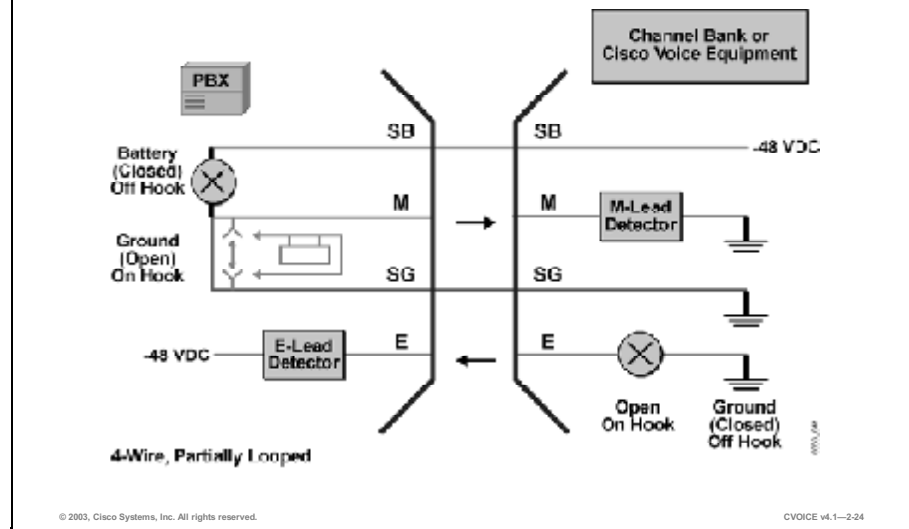 Channel Bank or
Cisco Voice Equipment
PBX
SB
SB
-48 VDC
Battery
(Closed)
Off Hook
M
M
M-Lead
Detector
Ground
(Open)
On Hook
SG
SG
-48 VDC
E-Lead
Detector
E
E
Open
On Hook
Ground
(Closed)
Off Hook
4-Wire, Partially Looped
© 2003, Cisco Systems, Inc. All rights reserved.
CVOICE v4.1—2-24